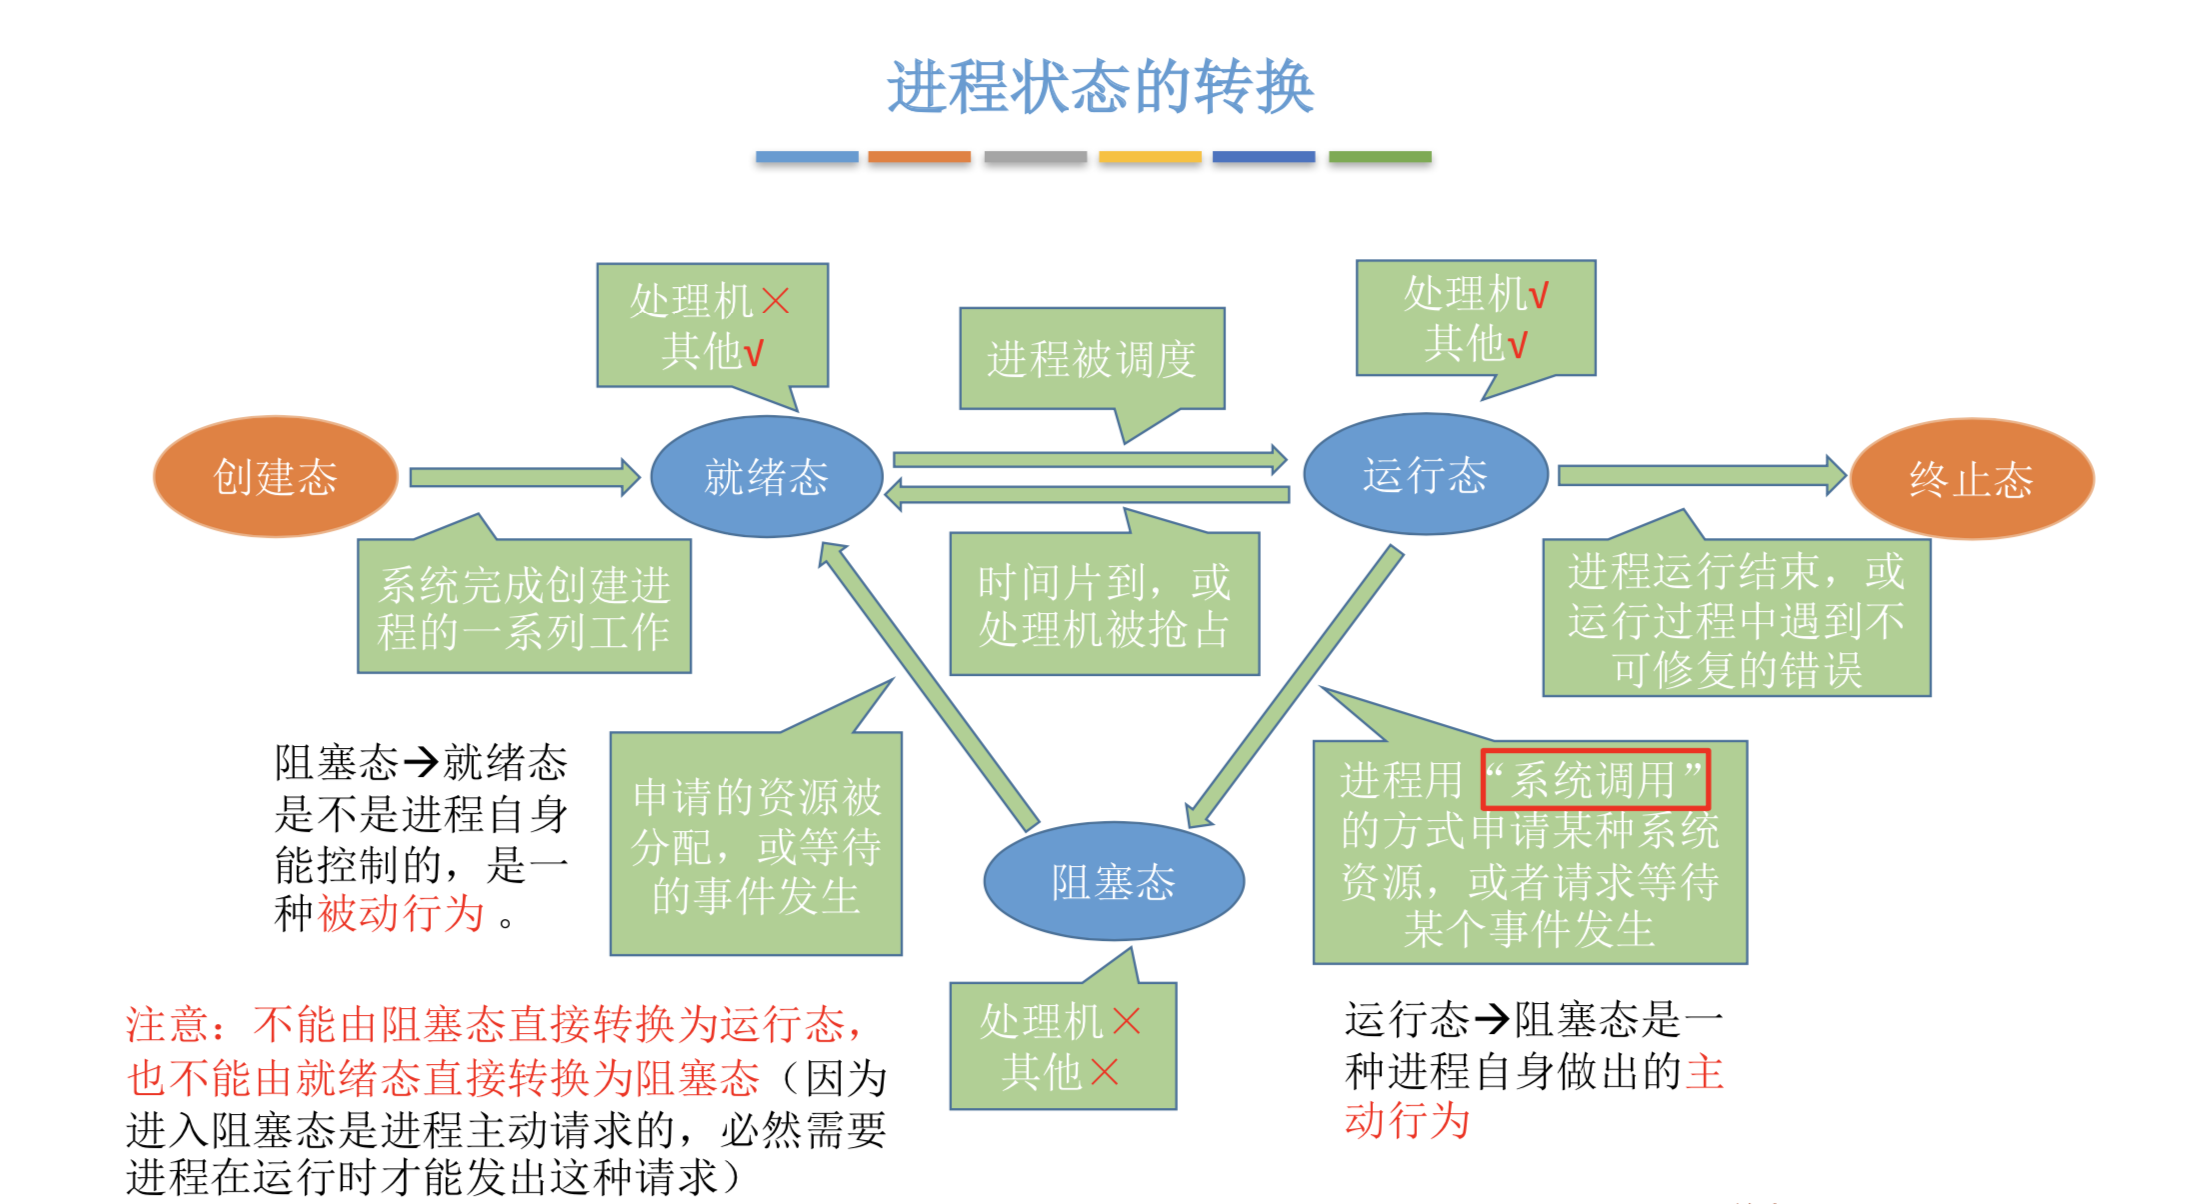 进程状态的转换
处理机×
其他√
进程被调度
处理机√
其他√
创建态
就绪态
运行态
终止态
系统完成创建进
程的一系列工作
时间片到，或
处理机被抢占
进程运行结束，或
运行过程中遇到不
可修复的错误
阻塞态→就绪态
是不是进程自身
能控制的，是一
种被动行为。
申请的资源被
分配，或等待
的事件发生
阻塞态
进程用“系统调用”
的方式申请某种系统
资源，或者请求等待
某个事件发生
处理机×
其他×
注意：不能由阻塞态直接转换为运行态，
也不能由就绪态直接转换为阻塞态（因为
进入阻塞态是进程主动请求的，必然需要
进程在运行时才能发出这种请求）
运行态→阻塞态是一
种进程自身做出的主
动行为